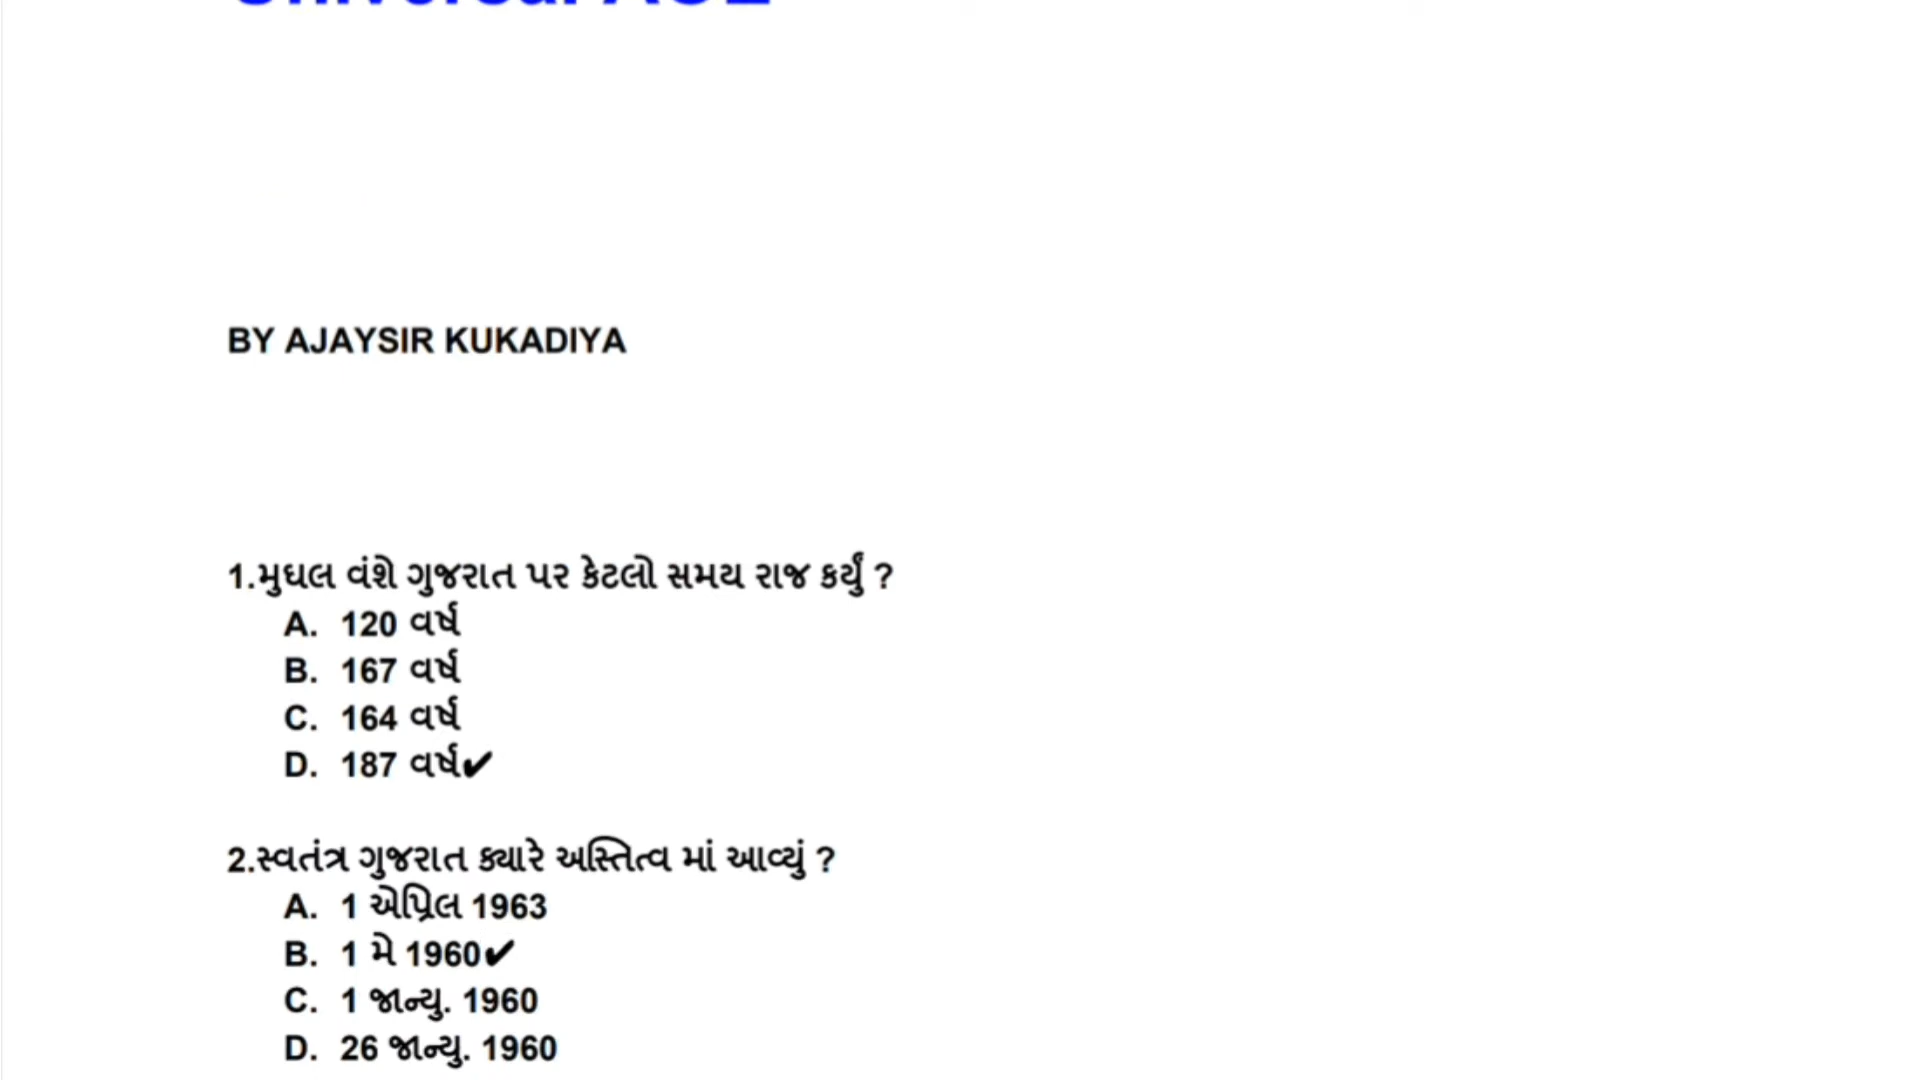 BY AJAYSIR KUKADIYA
1.મુઘલ વંશે ગુજરાત પર કેટલો સમય રાજ કર્યું ?
A. 120 વર્ષ
B. 167 વર્ષ
C. 164 વર્ષ
D. 187 વર્ષ✔
2.સ્વતંત્ર ગુજરાત ક્યારે અસ્તિત્વ માં આવ્યું ?
A. 1 એપ્રિલ 1963
B. 1 મે 1960✔
C. 1 જાન્યુ. 1960
D. 26 જાન્યુ. 1960